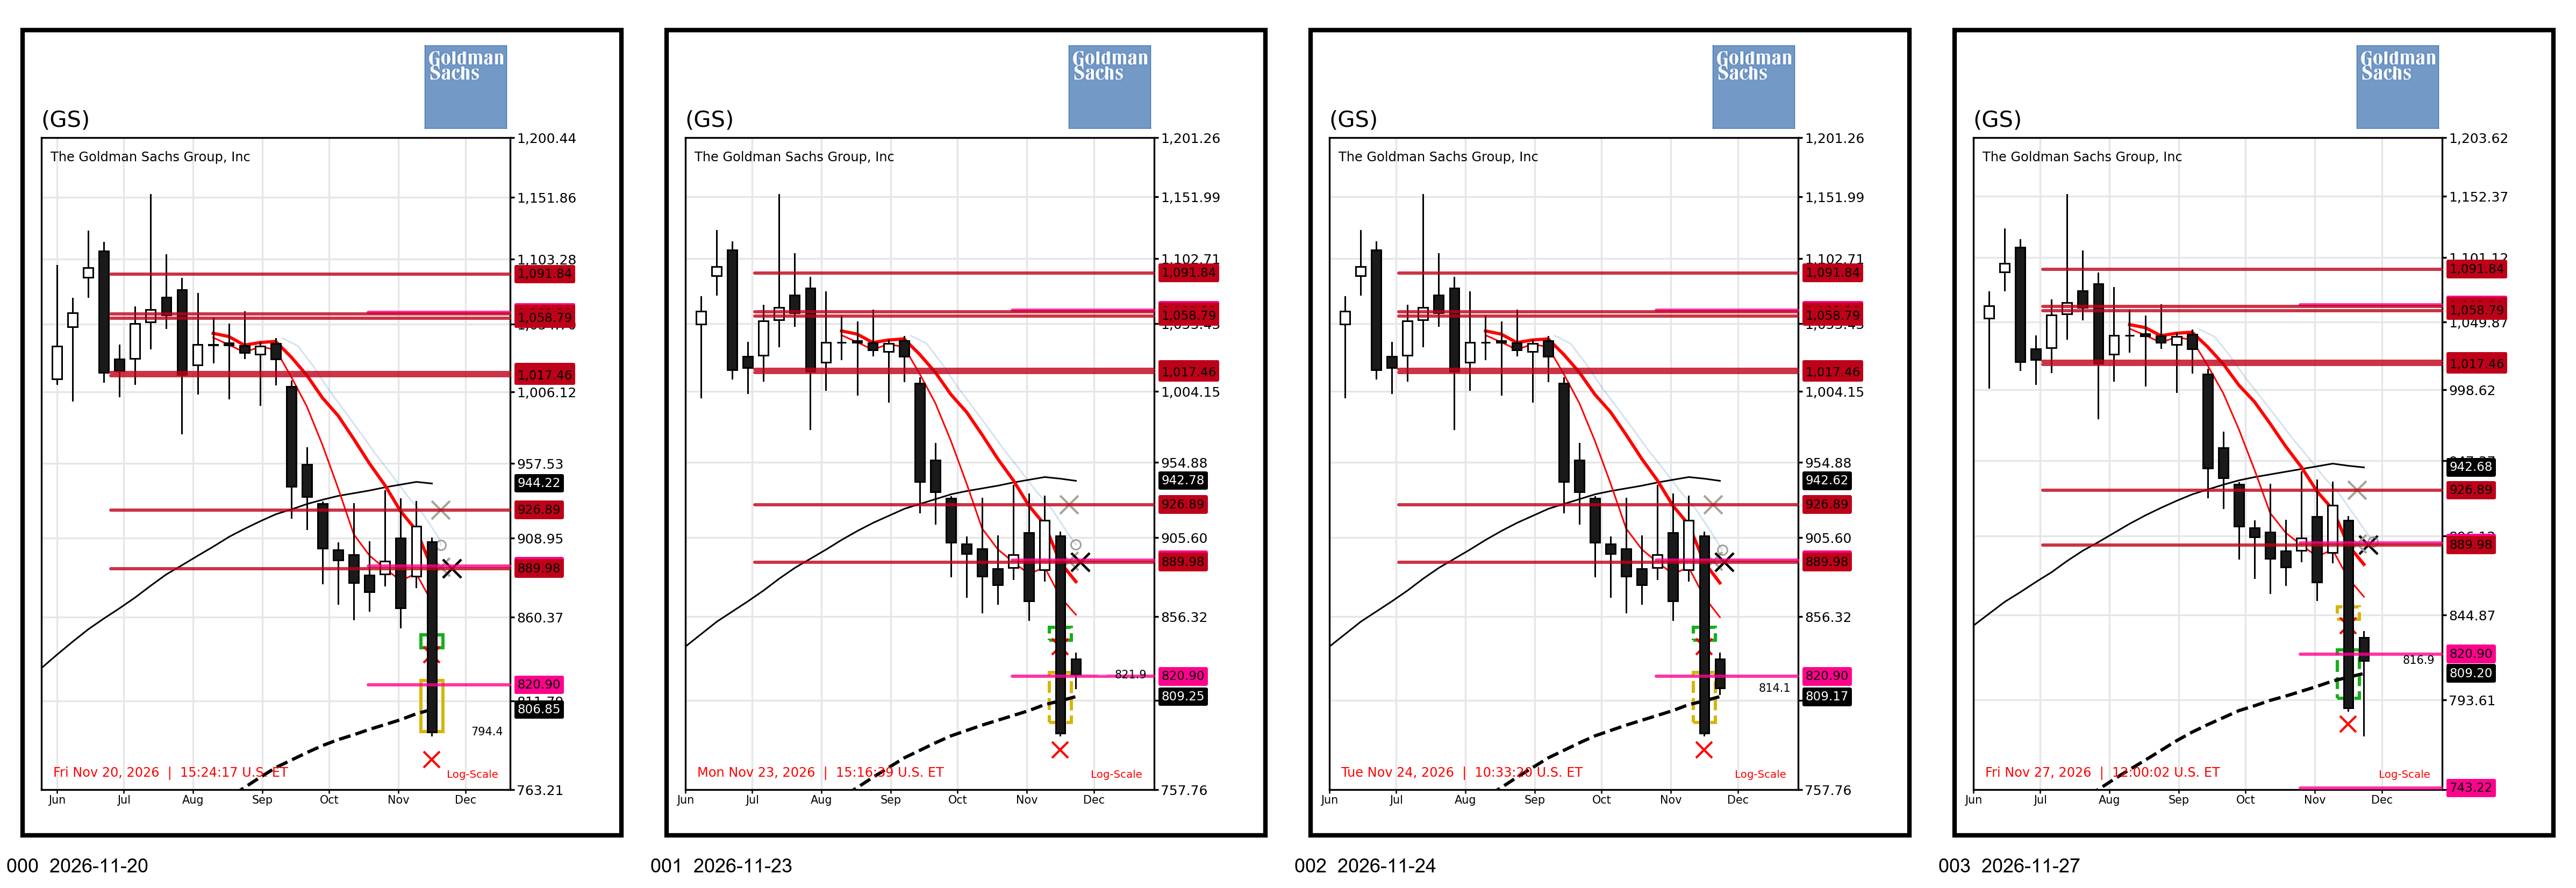 Goldman
Sachs
(GS)
The Goldman Sachs Group, Inc
1,200.44
1,151.86
1,103.28
1,091.84
1,058.79
1,017.46
1,006.12
957.53
944.22
926.89
908.95
889.98
860.37
820.90
806.85
794.4
763.21
Fri Nov 20, 2026 | 15:24:17 U.S. ET
Log-Scale
Jun Jul Aug Sep Oct Nov Dec
000 2026-11-20
Goldman
Sachs
(GS)
The Goldman Sachs Group, Inc
1,201.26
1,151.99
1,102.71
1,091.84
1,058.79
1,017.46
1,004.15
954.88
942.78
926.89
905.60
889.98
856.32
821.9
820.90
809.25
757.76
Mon Nov 23, 2026 | 15:16:39 U.S. ET
Log-Scale
Jun Jul Aug Sep Oct Nov Dec
001 2026-11-23
Goldman
Sachs
(GS)
The Goldman Sachs Group, Inc
1,201.26
1,151.99
1,102.71
1,091.84
1,058.79
1,017.46
1,004.15
954.88
942.62
926.89
905.60
889.98
856.32
820.90
814.1
809.17
757.76
Tue Nov 24, 2026 | 10:33:20 U.S. ET
Log-Scale
Jun Jul Aug Sep Oct Nov Dec
002 2026-11-24
Goldman
Sachs
(GS)
The Goldman Sachs Group, Inc
1,203.62
1,152.37
1,101.12
1,091.84
1,058.79
1,049.87
1,017.46
998.62
942.68
926.89
889.98
844.87
820.90
816.9
809.20
793.61
743.22
Fri Nov 27, 2026 | 12:00:02 U.S. ET
Log-Scale
Jun Jul Aug Sep Oct Nov Dec
003 2026-11-27